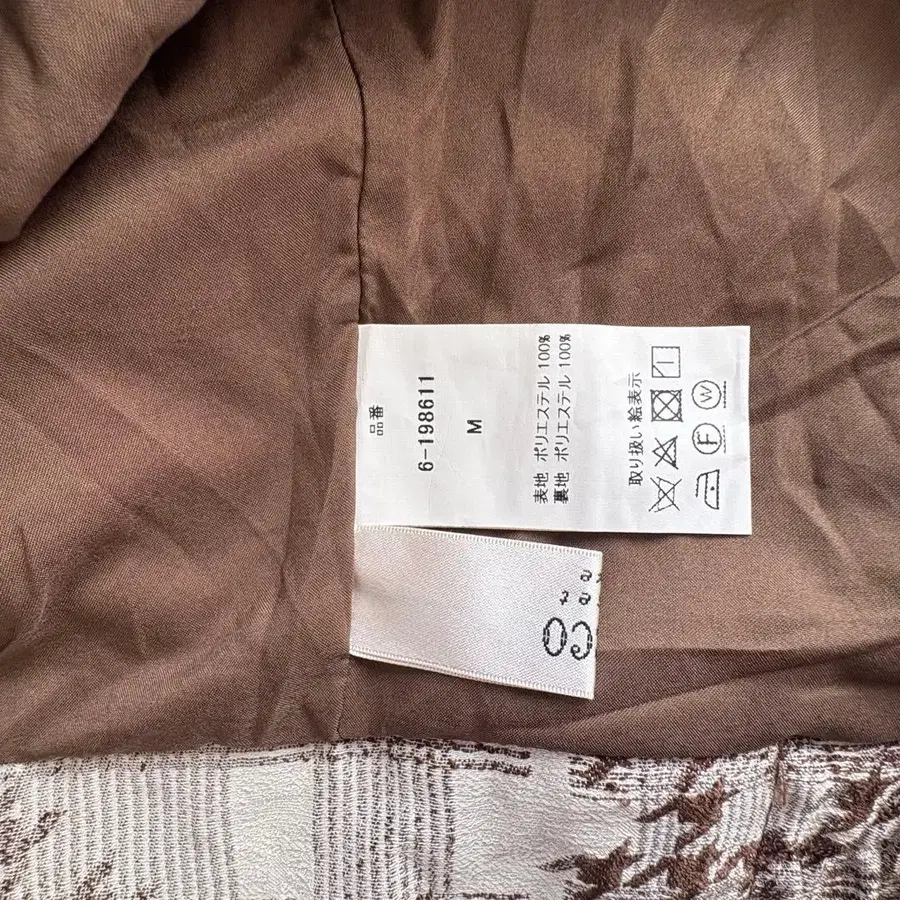 品番
6-198611
M
表地 ポリエステル 100%
裏地 ポリエステル 100%
取り扱い 絵表示
F W